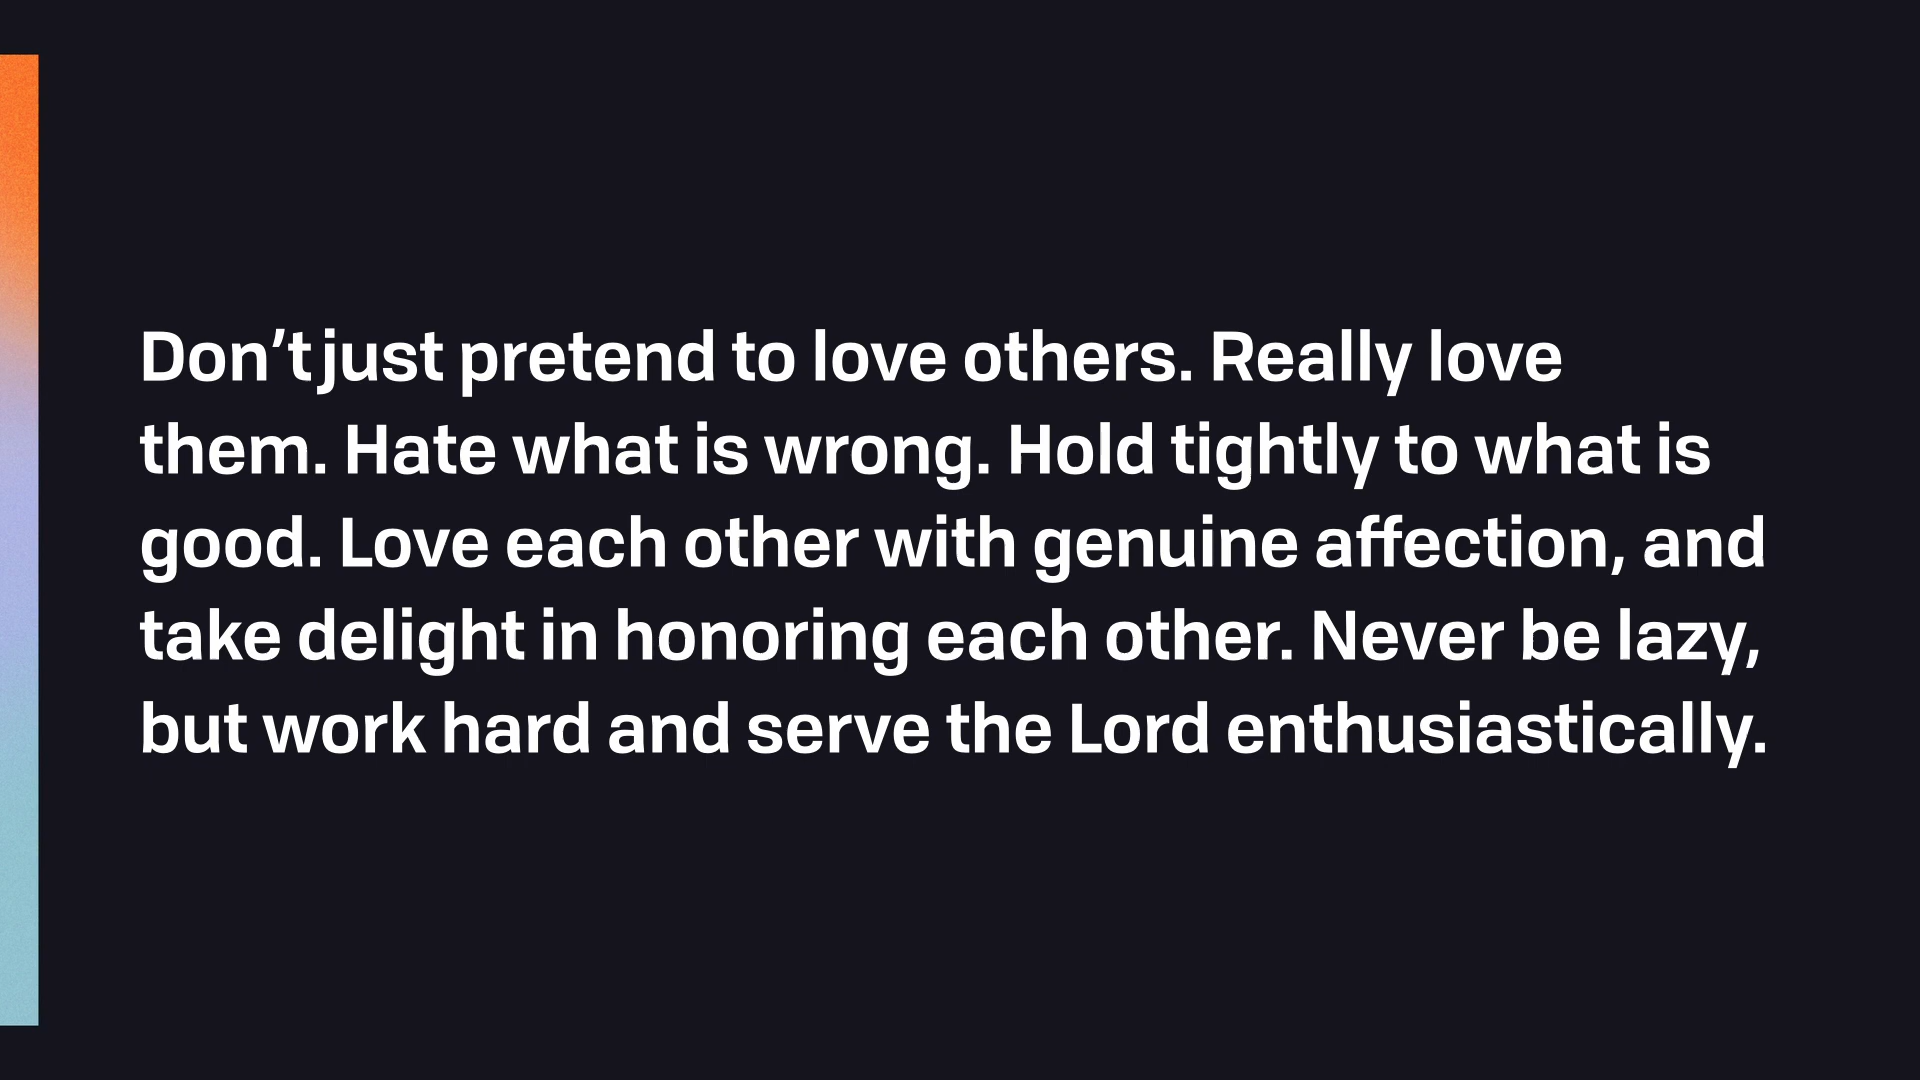 Don’t just pretend to love others. Really love
them. Hate what is wrong. Hold tightly to what is
good. Love each other with genuine affection, and
take delight in honoring each other. Never be lazy,
but work hard and serve the Lord enthusiastically.